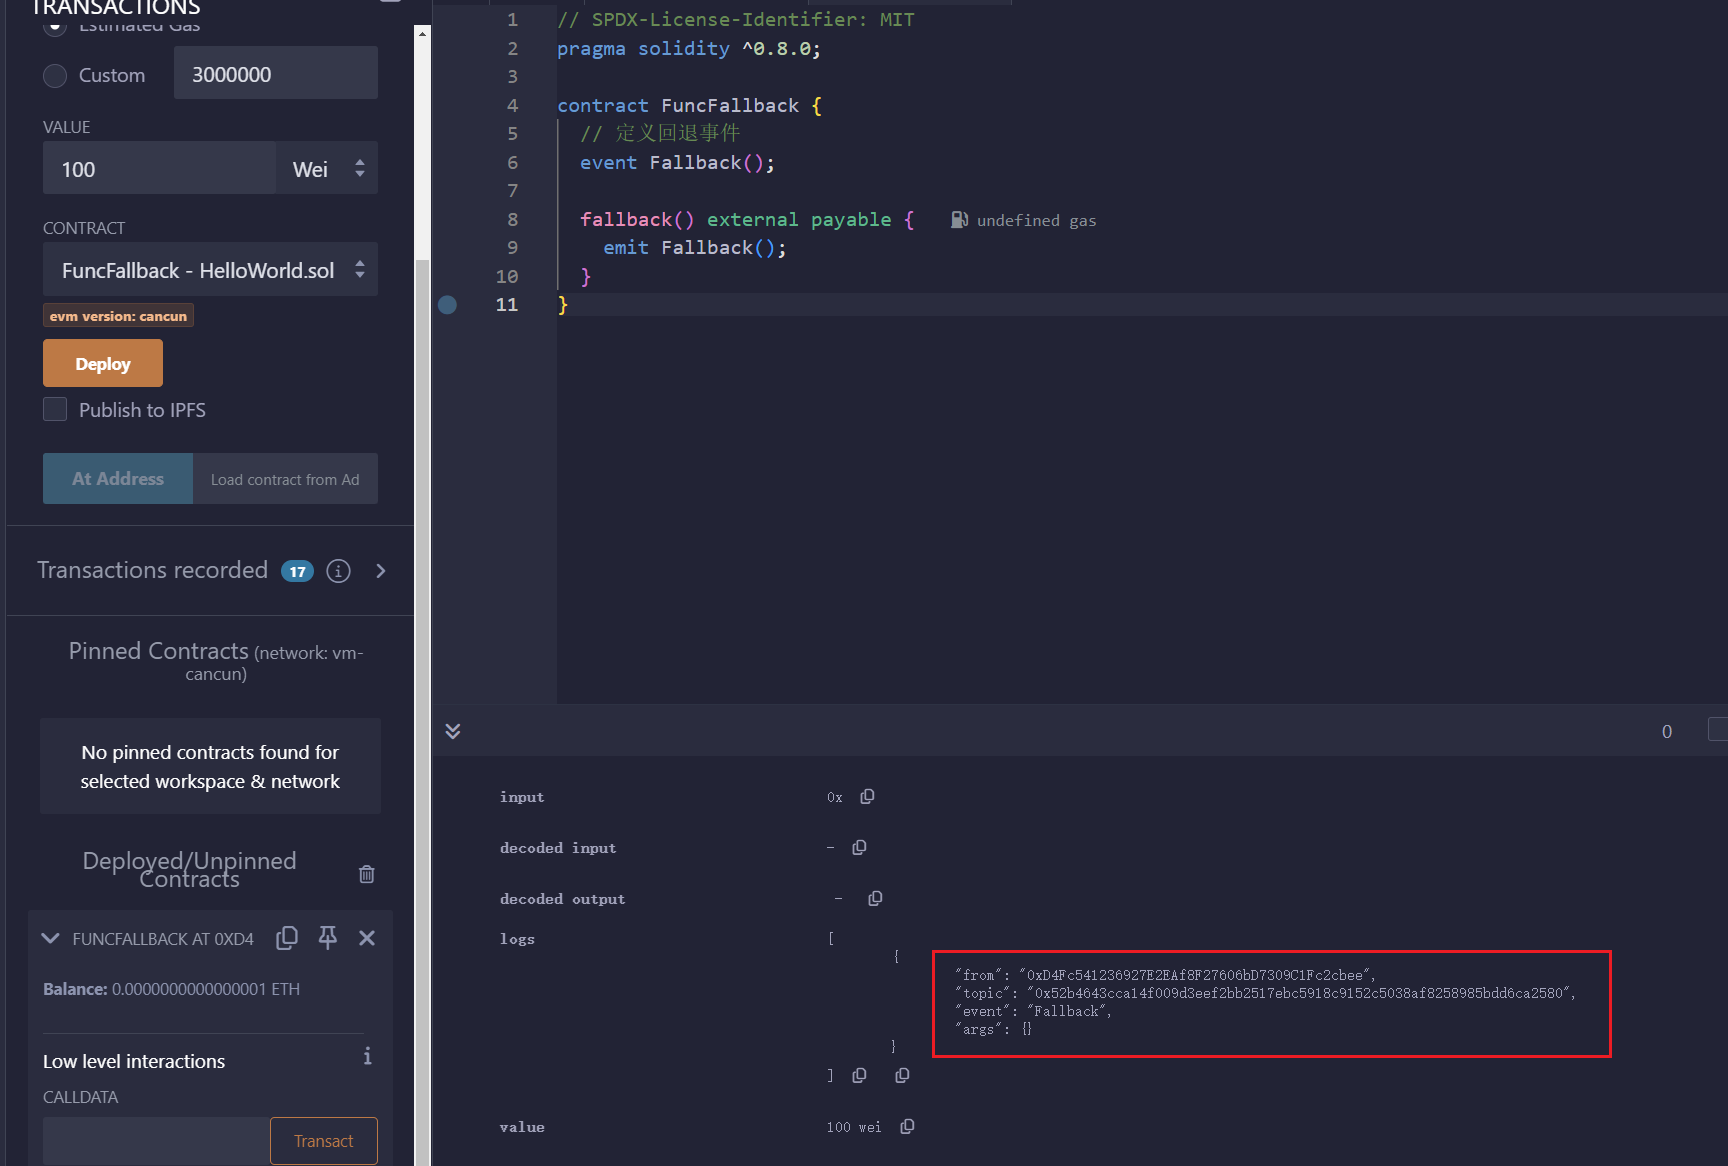 TRANSACTIONS
Estimated Gas
Custom 3000000
VALUE
100 Wei
CONTRACT
FuncFallback - HelloWorld.sol
evm version: cancun
Deploy
Publish to IPFS
At Address Load contract from Ad
Transactions recorded 17
Pinned Contracts (network: vm-
cancun)
No pinned contracts found for
selected workspace & network
Deployed/Unpinned
Contracts
FUNCFALLBACK AT 0XD4
Balance: 0.0000000000000001 ETH
Low level interactions
CALLDATA
Transact
1 // SPDX-License-Identifier: MIT
2 pragma solidity ^0.8.0;
3
4 contract FuncFallback {
5 // 定义回退事件
6 event Fallback();
7
8 fallback() external payable { undefined gas
9 emit Fallback();
10 }
11 }
0
input 0x
decoded input -
decoded output -
logs [
{
"from": "0xD4Fc541236927E2EAf8F27606bD7309C1Fc2cbee",
"topic": "0x52b4643cca14f009d3eef2bb2517ebc5918c9152c5038af8258985bdd6ca2580",
"event": "Fallback",
"args": {}
}
]
value 100 wei